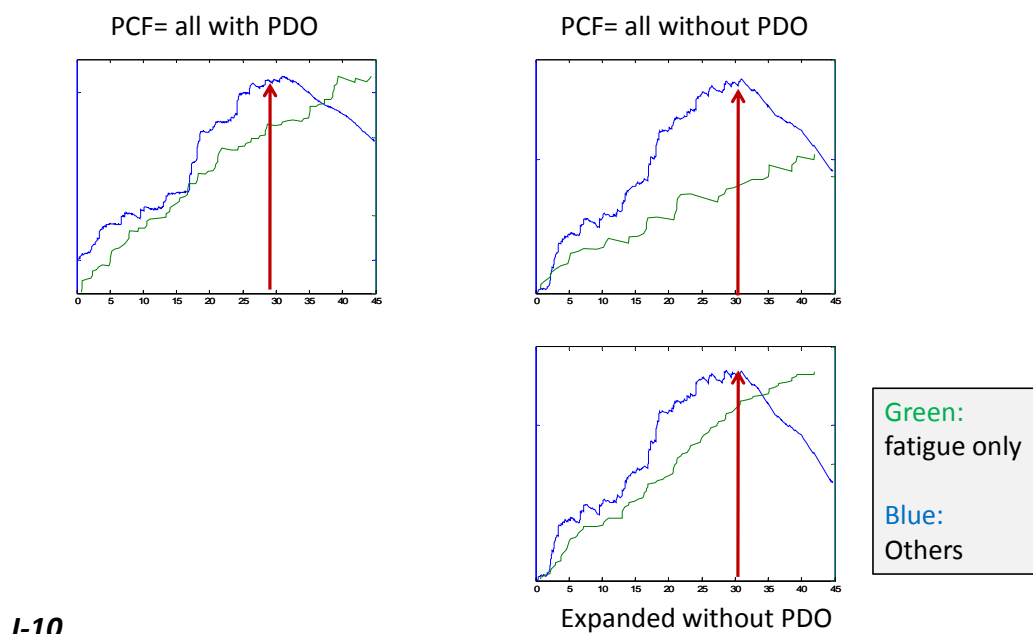 PCF= all with PDO
PCF= all without PDO
0 5 10 15 20 25 30 35 40 45
0 5 10 15 20 25 30 35 40 45
0 5 10 15 20 25 30 35 40 45
Green:
fatigue only
Blue:
Others
Expanded without PDO
I-10